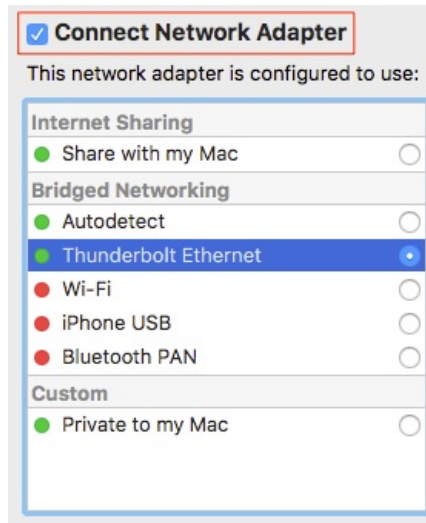 Connect Network Adapter
This network adapter is configured to use:
Internet Sharing
Share with my Mac
Bridged Networking
Autodetect
Thunderbolt Ethernet
Wi-Fi
iPhone USB
Bluetooth PAN
Custom
Private to my Mac